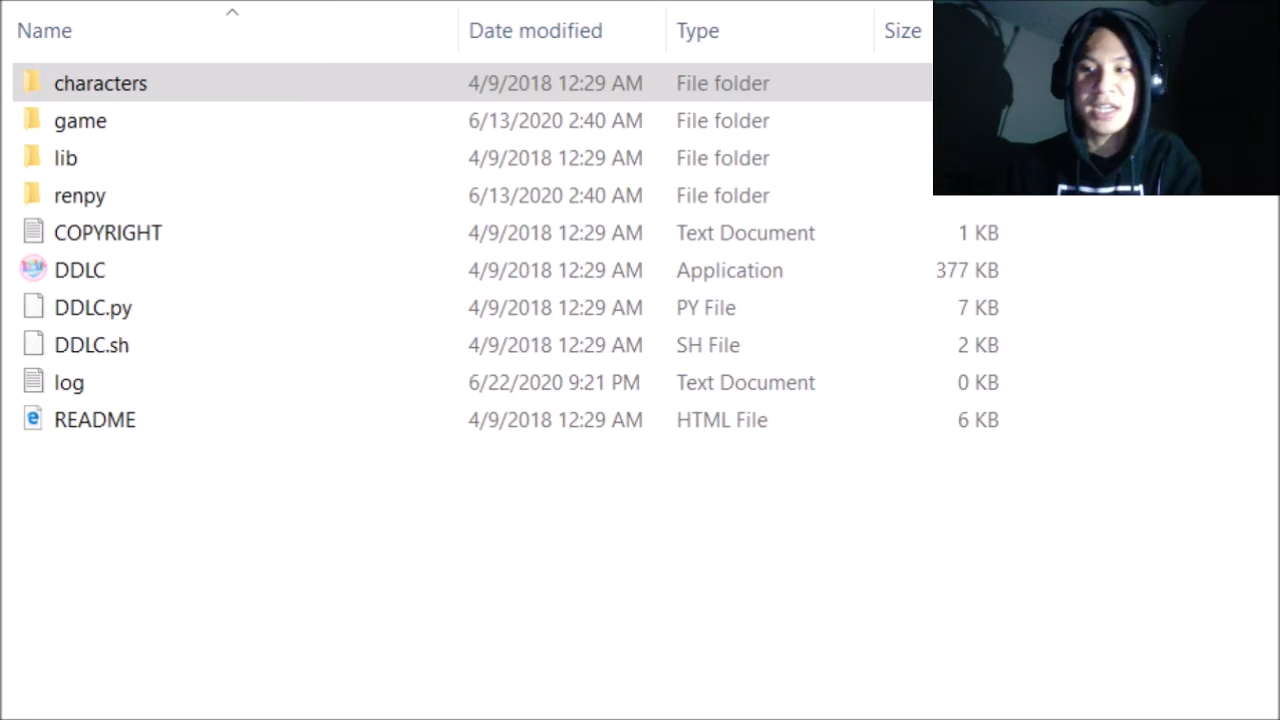 Name Date modified Type Size
characters 4/9/2018 12:29 AM File folder
game 6/13/2020 2:40 AM File folder
lib 4/9/2018 12:29 AM File folder
renpy 6/13/2020 2:40 AM File folder
COPYRIGHT 4/9/2018 12:29 AM Text Document 1 KB
DDLC 4/9/2018 12:29 AM Application 377 KB
DDLC.py 4/9/2018 12:29 AM PY File 7 KB
DDLC.sh 4/9/2018 12:29 AM SH File 2 KB
log 6/22/2020 9:21 PM Text Document 0 KB
README 4/9/2018 12:29 AM HTML File 6 KB